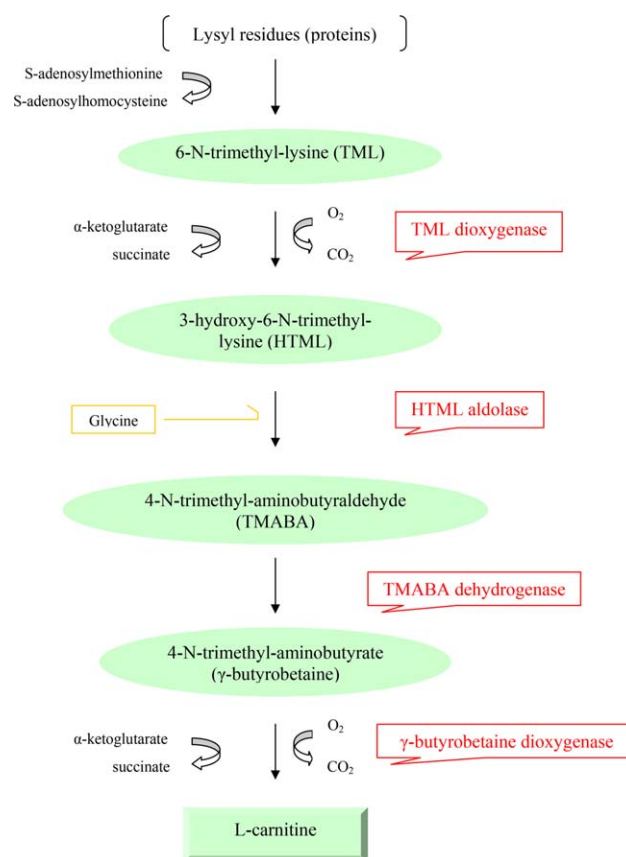 Lysyl residues (proteins)
S-adenosylmethionine
S-adenosylhomocysteine
6-N-trimethyl-lysine (TML)
α-ketoglutarate
succinate
O₂
CO₂
TML dioxygenase
3-hydroxy-6-N-trimethyl-
lysine (HTML)
Glycine
HTML aldolase
4-N-trimethyl-aminobutyraldehyde
(TMABA)
TMABA dehydrogenase
4-N-trimethyl-aminobutyrate
(γ-butyrobetaine)
α-ketoglutarate
succinate
O₂
CO₂
γ-butyrobetaine dioxygenase
L-carnitine